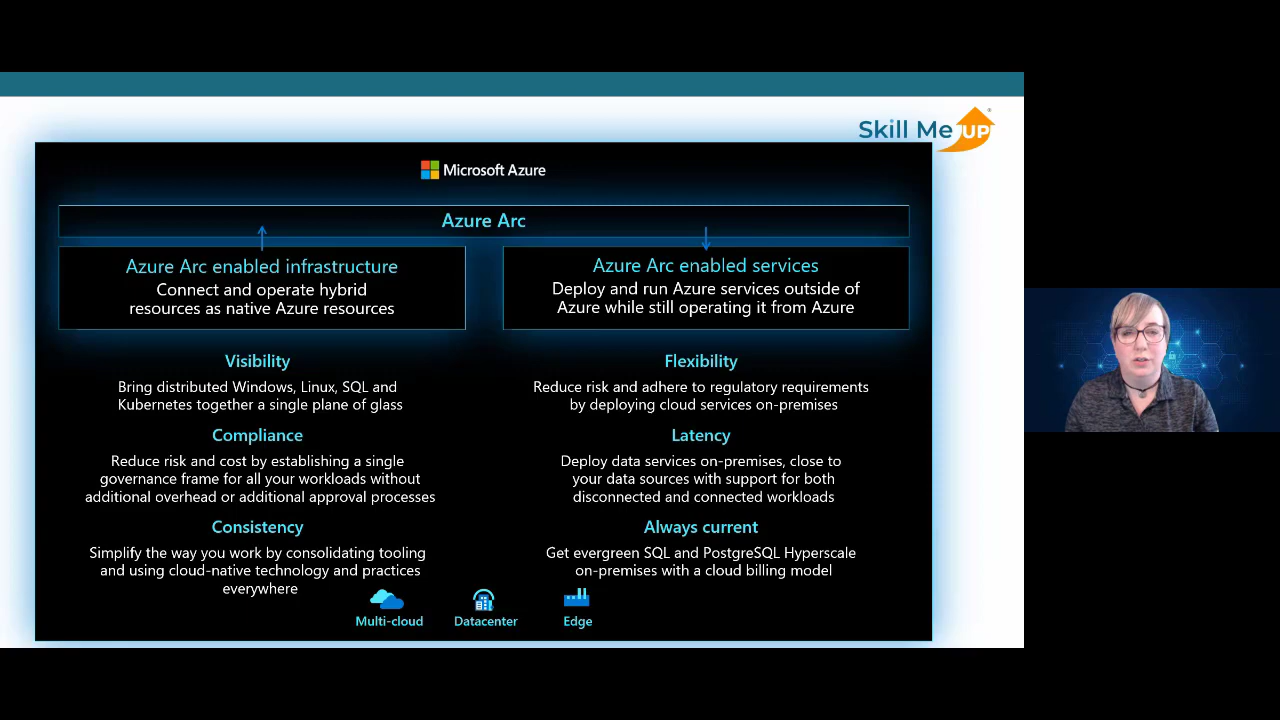 Skill Me UP
Microsoft Azure
Azure Arc
Azure Arc enabled infrastructure
Connect and operate hybrid
resources as native Azure resources
Azure Arc enabled services
Deploy and run Azure services outside of
Azure while still operating it from Azure
Visibility
Bring distributed Windows, Linux, SQL and
Kubernetes together a single plane of glass
Compliance
Reduce risk and cost by establishing a single
governance frame for all your workloads without
additional overhead or additional approval processes
Consistency
Simplify the way you work by consolidating tooling
and using cloud-native technology and practices
everywhere
Flexibility
Reduce risk and adhere to regulatory requirements
by deploying cloud services on-premises
Latency
Deploy data services on-premises, close to
your data sources with support for both
disconnected and connected workloads
Always current
Get evergreen SQL and PostgreSQL Hyperscale
on-premises with a cloud billing model
Multi-cloud
Datacenter
Edge